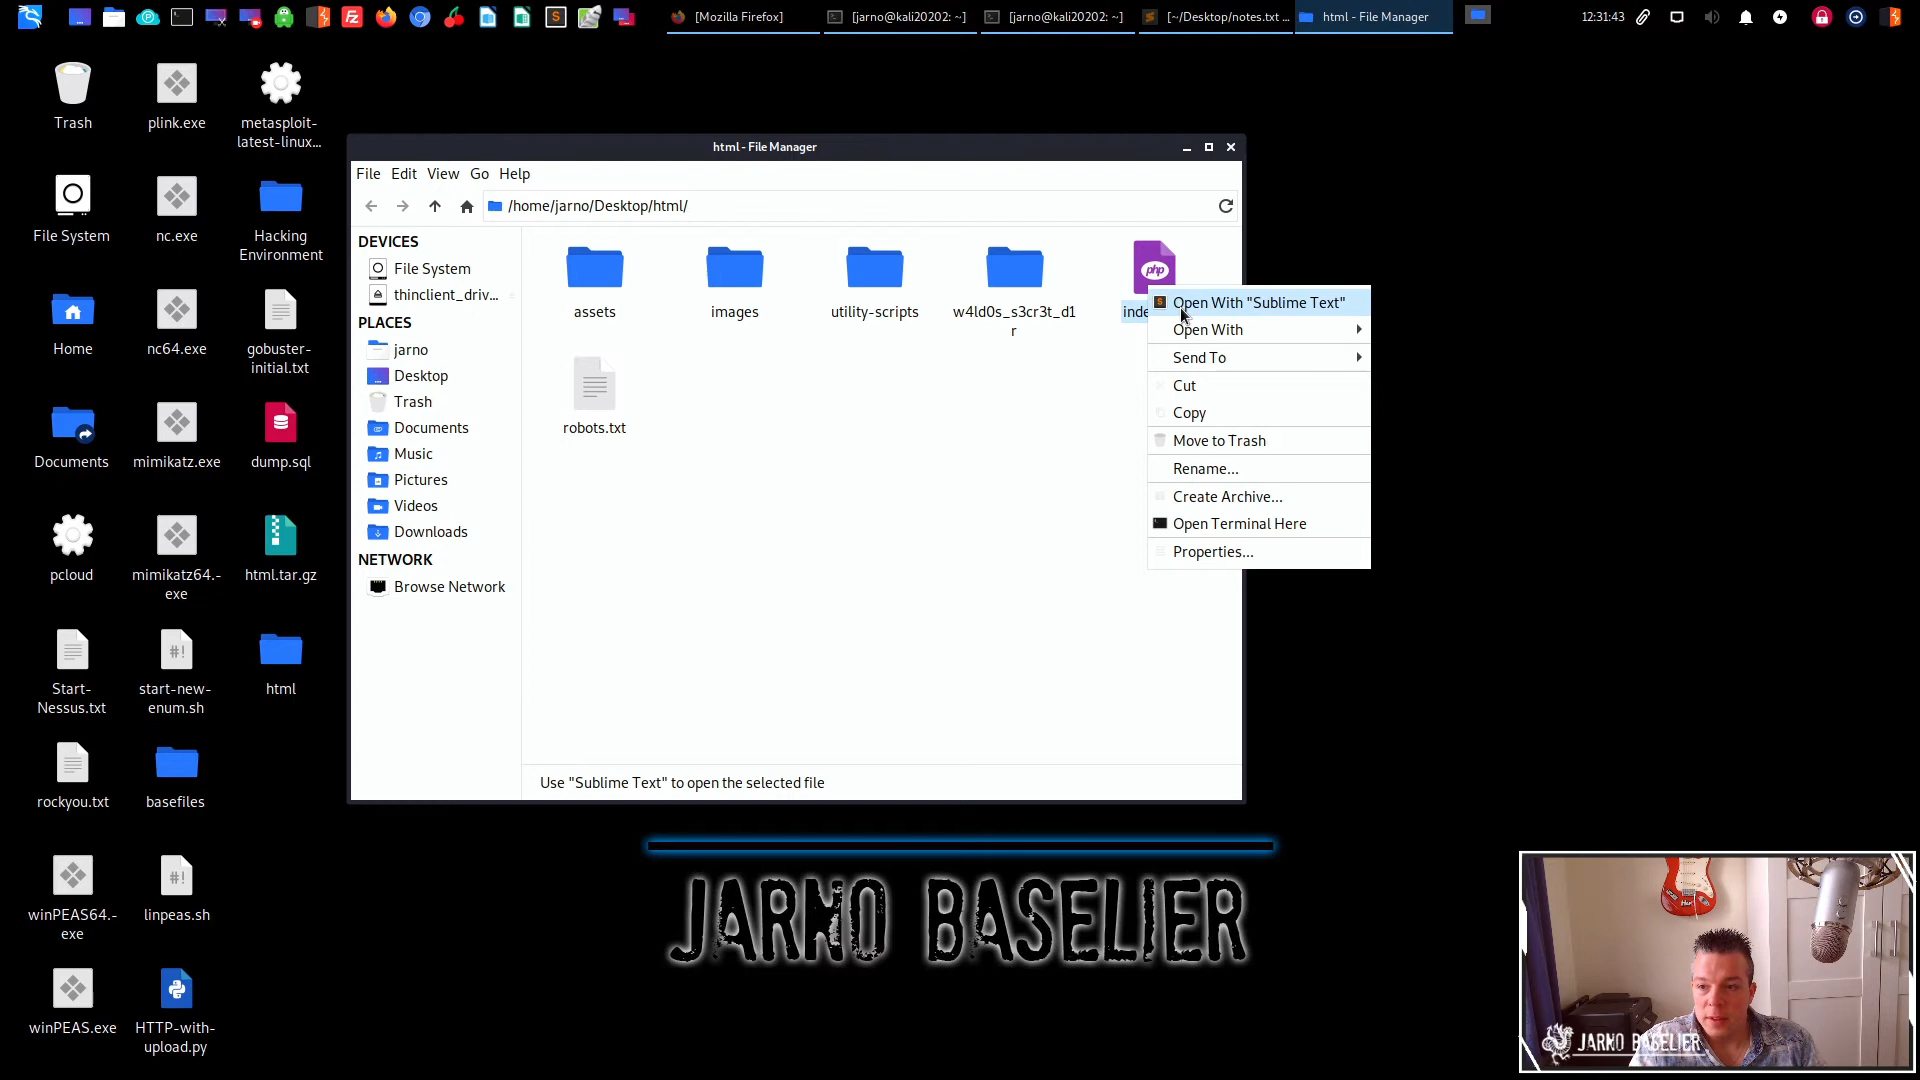 [Mozilla Firefox]
[jarno@kali20202: ~]
[jarno@kali20202: ~]
[~/Desktop/notes.txt ...
html - File Manager
12:31:43
Trash
plink.exe
metasploit-
latest-linux...
File System
nc.exe
Hacking
Environment
Home
nc64.exe
gobuster-
initial.txt
Documents
mimikatz.exe
dump.sql
pcloud
mimikatz64.-
exe
html.tar.gz
Start-
Nessus.txt
start-new-
enum.sh
html
rockyou.txt
basefiles
winPEAS64.-
exe
linpeas.sh
winPEAS.exe
HTTP-with-
upload.py
html - File Manager
File Edit View Go Help
/home/jarno/Desktop/html/
DEVICES
File System
thinclient_driv...
PLACES
jarno
Desktop
Trash
Documents
Music
Pictures
Videos
Downloads
NETWORK
Browse Network
assets
images
utility-scripts
w4ld0s_s3cr3t_d1
r
php
inde
robots.txt
Open With "Sublime Text"
Open With
Send To
Cut
Copy
Move to Trash
Rename...
Create Archive...
Open Terminal Here
Properties...
Use "Sublime Text" to open the selected file
JARNO BASELIER
JARNO BASELIER